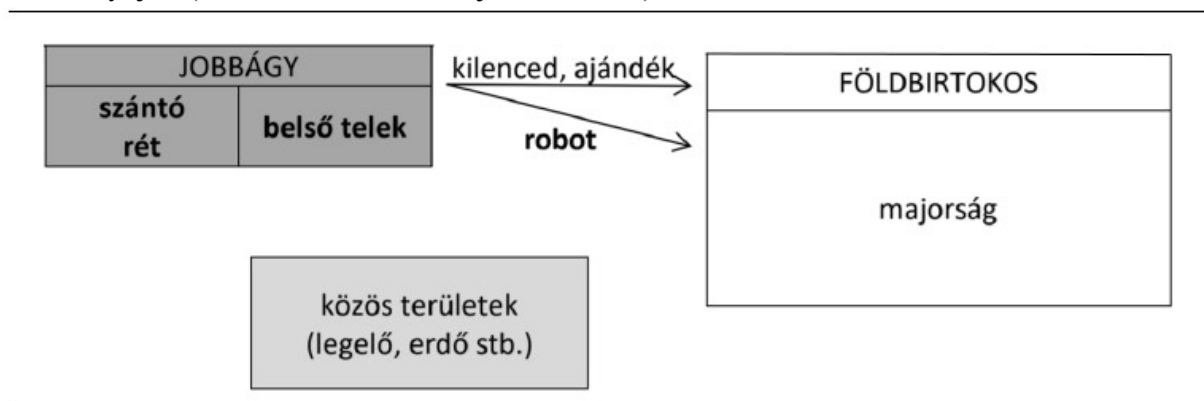 JOBBÁGY
szántó
rét
belső telek
kilenced, ajándék
robot
FÖLDBIRTOKOS
majorság
közös területek
(legelő, erdő stb.)